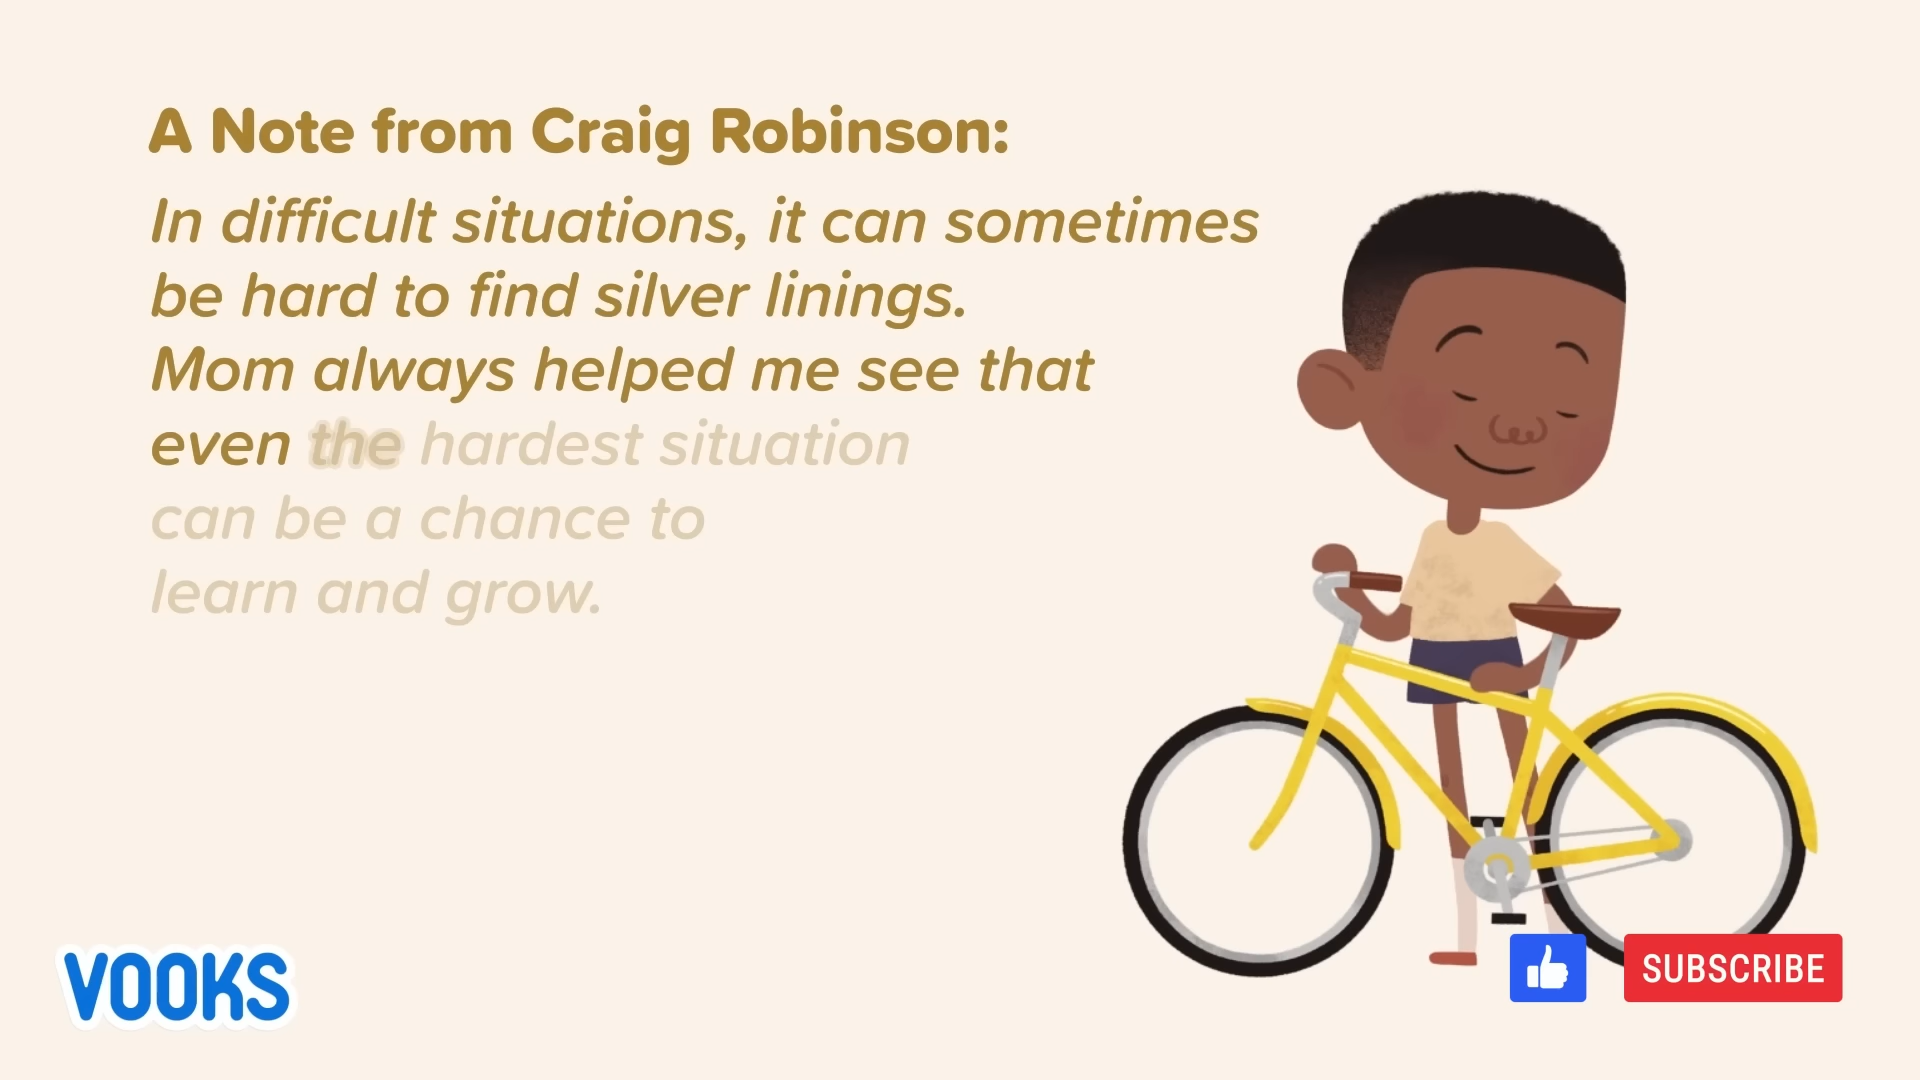 A Note from Craig Robinson:
In difficult situations, it can sometimes
be hard to find silver linings.
Mom always helped me see that
even the hardest situation
can be a chance to
learn and grow.
VOOKS
SUBSCRIBE